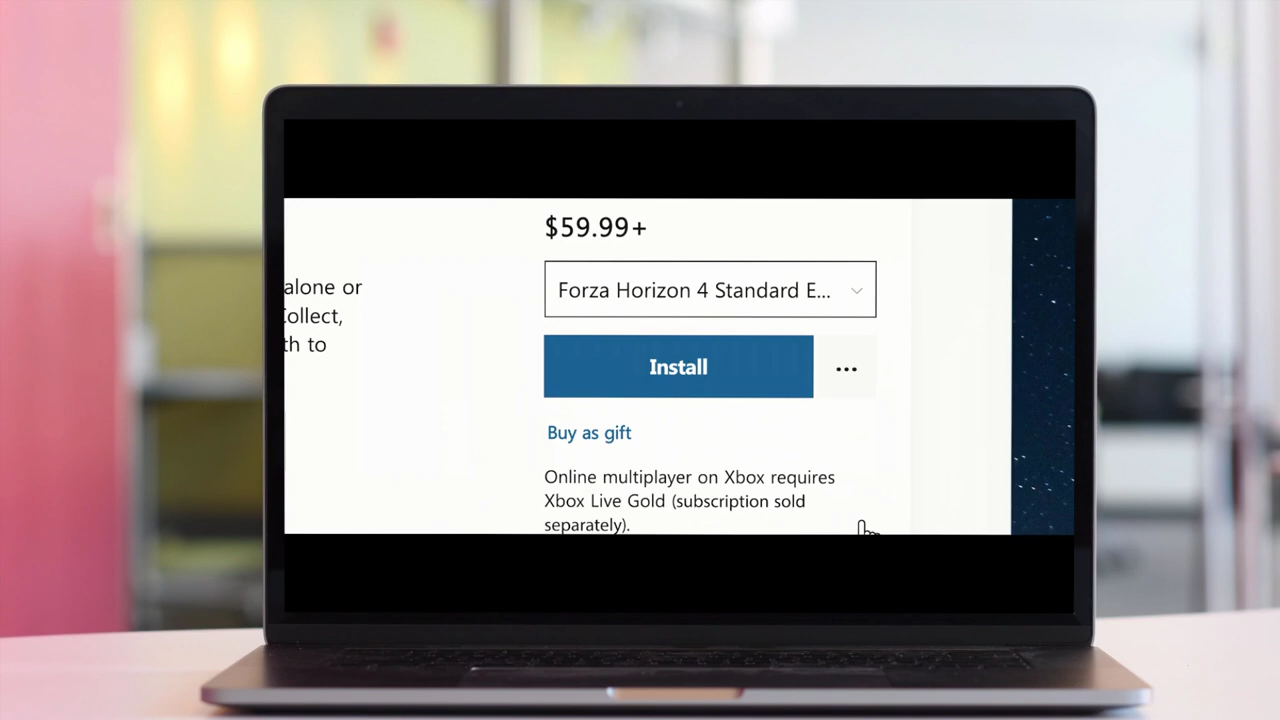 $59.99+
alone or
Collect,
th to
Forza Horizon 4 Standard E...
Install
...
Buy as gift
Online multiplayer on Xbox requires
Xbox Live Gold (subscription sold
separately).